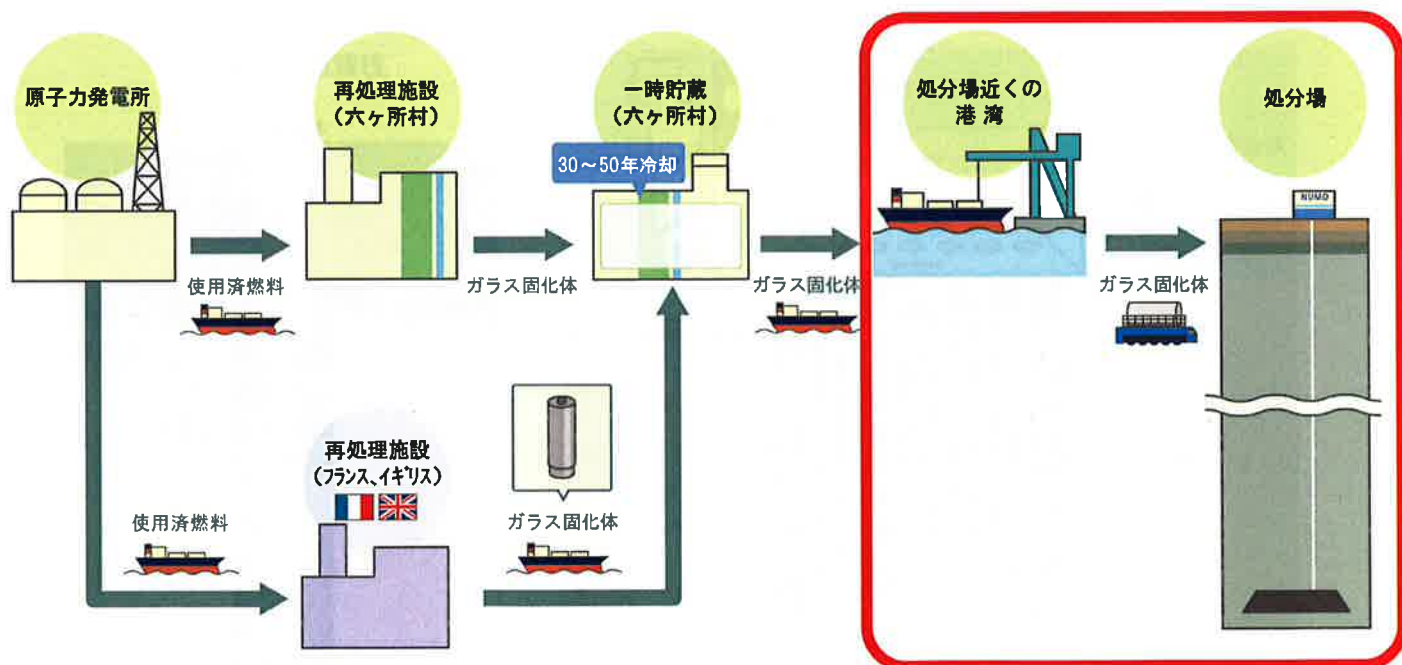 原子力発電所
再処理施設
（六ヶ所村）
一時貯蔵
（六ヶ所村）
処分場近くの
港湾
処分場
30～50年冷却
NUMO
使用済燃料
ガラス固化体
ガラス固化体
ガラス固化体
再処理施設
（フランス、イギリス）
使用済燃料
ガラス固化体